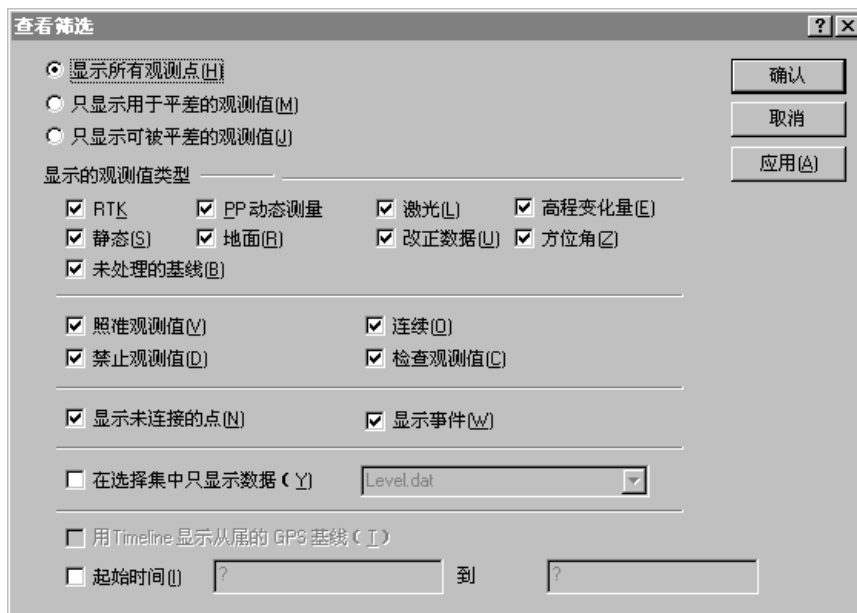 查看筛选
显示所有观测点(H)
确认
只显示用于平差的观测值(M)
取消
只显示可被平差的观测值(J)
应用(A)
显示的观测值类型
RTK PP 动态测量 激光(L) 高程变化量(E)
静态(S) 地面(R) 改正数据(U) 方位角(Z)
未处理的基线(B)
照准观测值(V) 连续(O)
禁止观测值(D) 检查观测值(C)
显示未连接的点(N) 显示事件(W)
在选择集中只显示数据(Y) Level.dat
用Timeline 显示从属的 GPS 基线(T)
起始时间(I) ? 到 ?